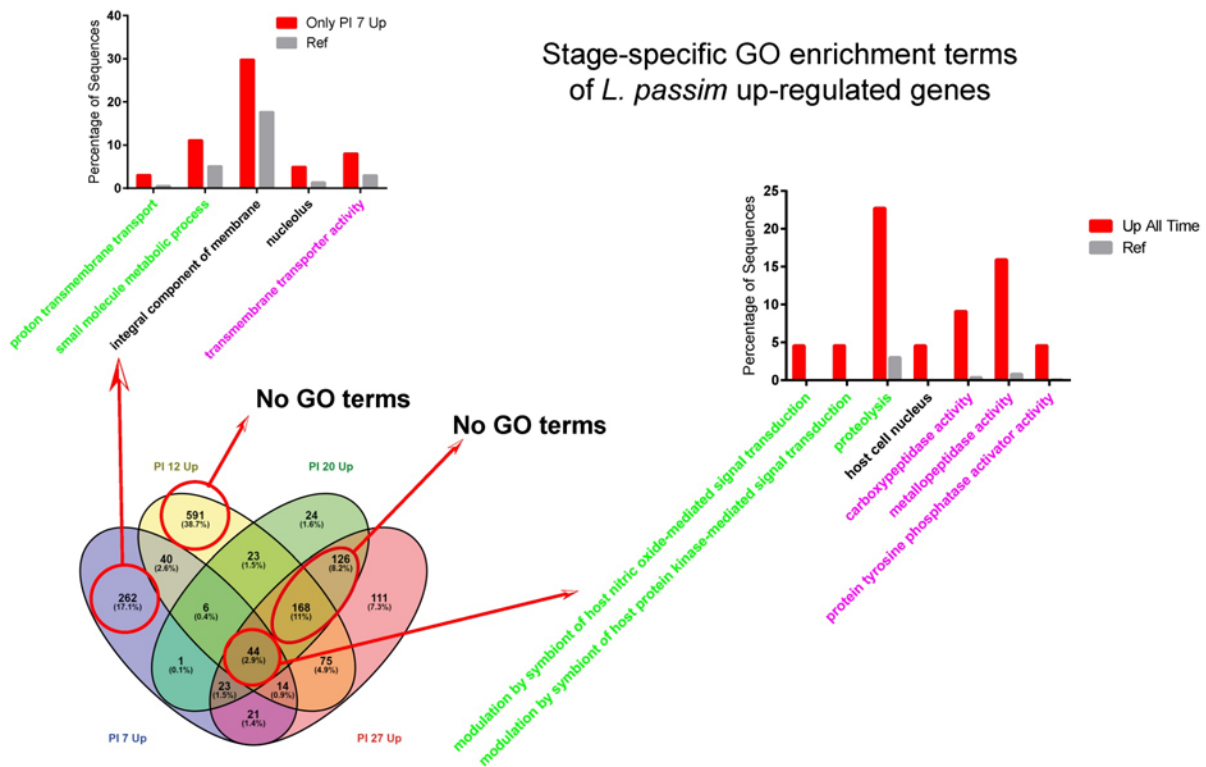 Stage-specific GO enrichment terms
of L. passim up-regulated genes
Only PI 7 Up
Ref
Percentage of Sequences
40
30
20
10
0
proton transmembrane transport
small molecule metabolic process
integral component of membrane
nucleolus
transmembrane transporter activity
Up All Time
Ref
Percentage of Sequences
25
20
15
10
5
0
modulation by symbiont of host nitric oxide-mediated signal transduction
modulation by symbiont of host protein kinase-mediated signal transduction
proteolysis
host cell nucleus
carboxypeptidase activity
metallopeptidase activity
protein tyrosine phosphatase activator activity
No GO terms
No GO terms
PI 12 Up
PI 20 Up
591
(38.7%)
24
(1.6%)
40
(2.6%)
23
(1.5%)
126
(8.2%)
262
(17.1%)
6
(0.4%)
168
(11%)
111
(7.3%)
44
(2.9%)
1
(0.1%)
75
(4.9%)
23
(1.5%)
14
(0.9%)
21
(1.4%)
PI 7 Up
PI 27 Up